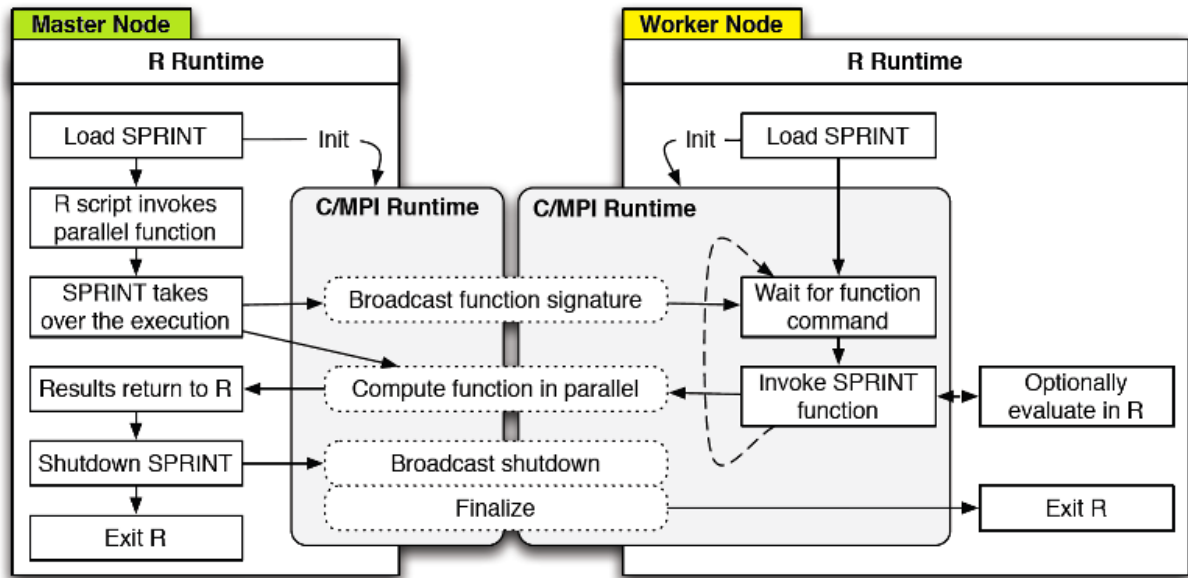 Master Node
R Runtime
Load SPRINT
Init
R script invokes
parallel function
SPRINT takes
over the execution
Results return to R
Shutdown SPRINT
Exit R
C/MPI Runtime
C/MPI Runtime
Broadcast function signature
Compute function in parallel
Broadcast shutdown
Finalize
Worker Node
R Runtime
Init
Load SPRINT
Wait for function
command
Invoke SPRINT
function
Optionally
evaluate in R
Exit R